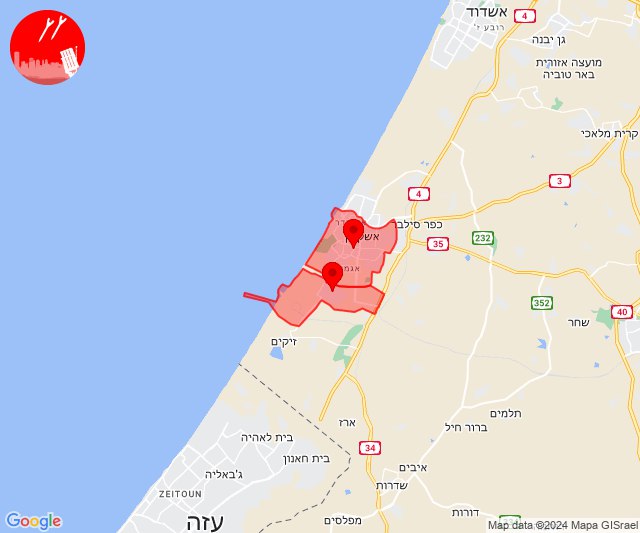 אשדוד
רובע ז'
4
גן יבנה
מועצה אזורית
באר טוביה
קרית מלאכי
3
4
כפר סילבר
אשקלון
35
232
352
40
שחר
זיקים
ארז
תלמים
ברור חיל
34
בית לאהיה
ג'באליה
בית חאנון
איבים
שדרות
ZEITOUN
דורות
עזה
מפלסים
Google
Map data ©2024 Mapa GISrael